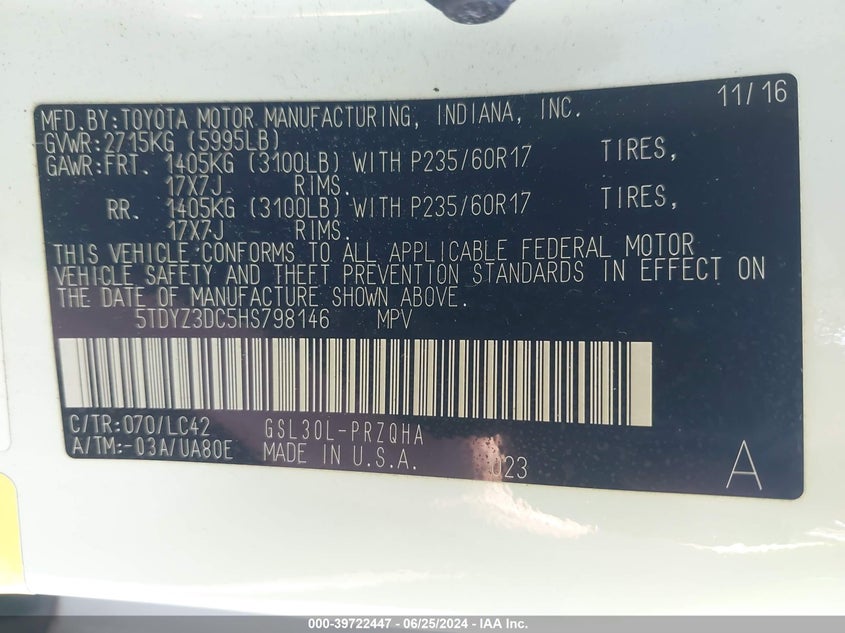 MFD.BY:TOYOTA MOTOR MANUFACTURING, INDIANA, INC. 11/16
GVWR:2715KG (5995LB)
GAWR:FRT. 1405KG (3100LB) WITH P235/60R17 TIRES,
17X7J RIMS.
RR. 1405KG (3100LB) WITH P235/60R17 TIRES,
17X7J RIMS.
THIS VEHICLE CONFORMS TO ALL APPLICABLE FEDERAL MOTOR
VEHICLE SAFETY AND THEFT PREVENTION STANDARDS IN EFFECT ON
THE DATE OF MANUFACTURE SHOWN ABOVE.
5TDYZ3DC5HS798146 MPV
C/TR:070/LC42 GSL30L-PRZQHA
A/TM:-03A/UA80E MADE IN U.S.A. 023 A
000-39722447 - 06/25/2024 - IAA Inc.